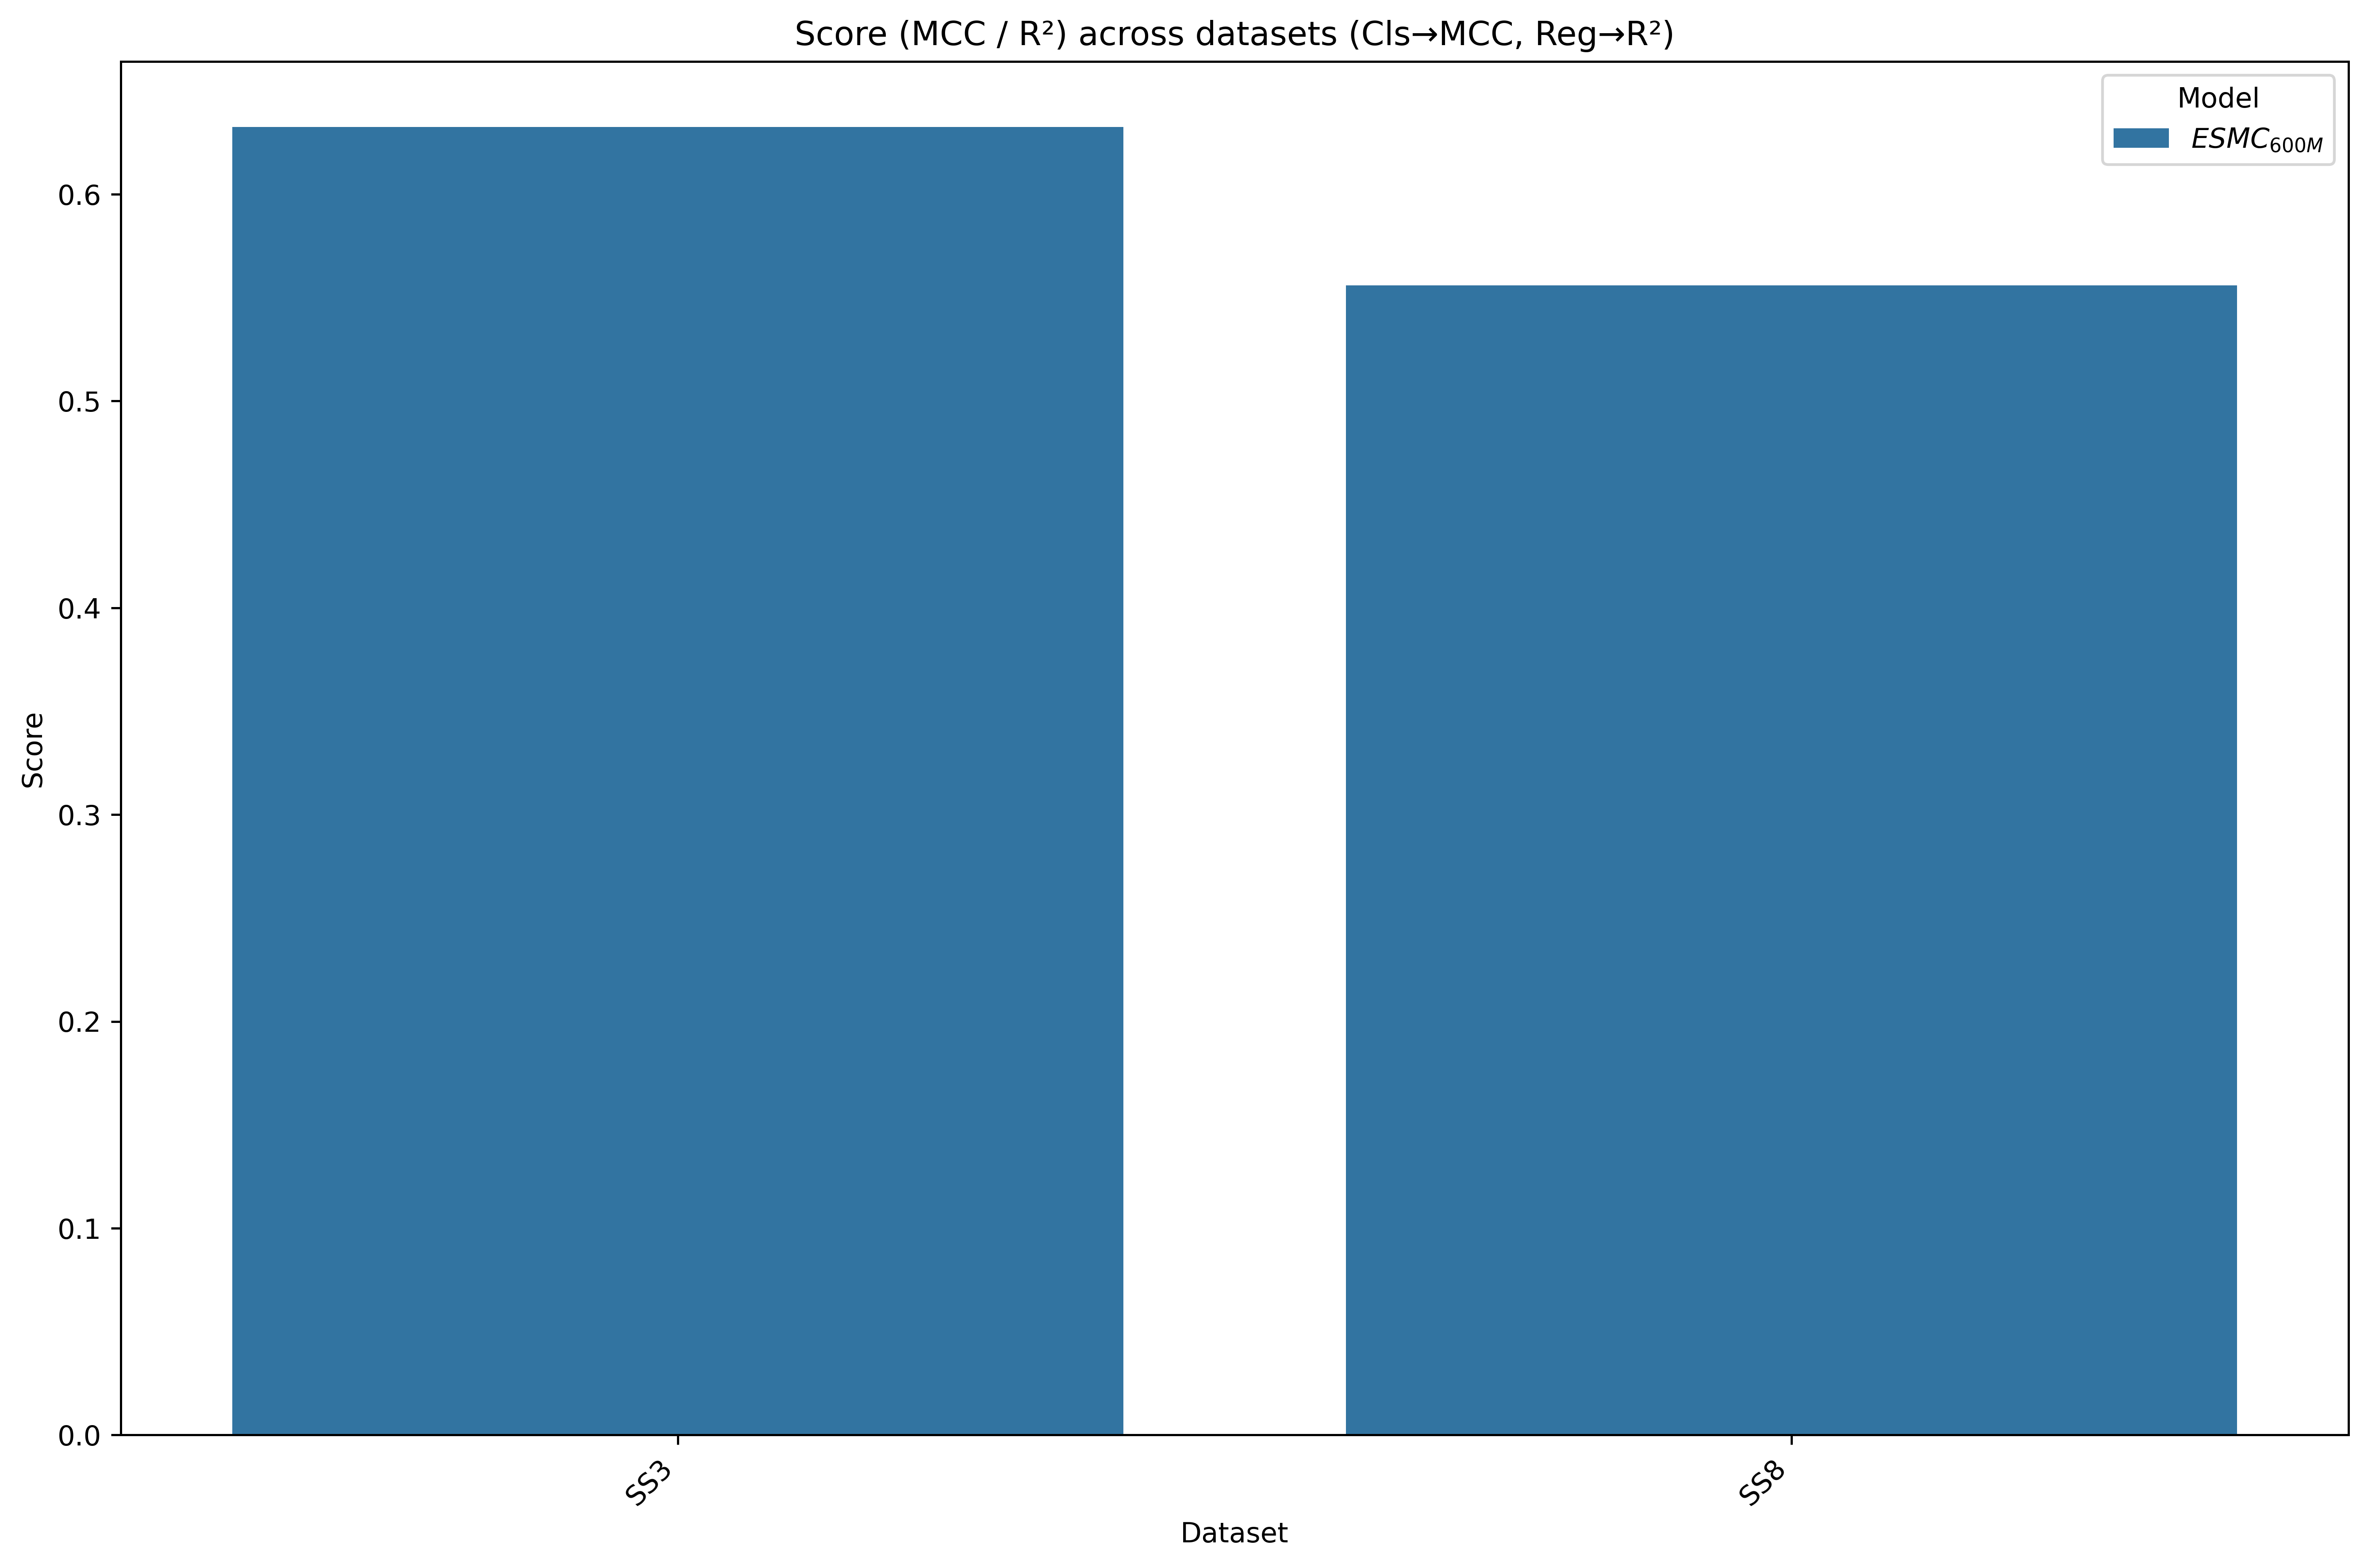 Score (MCC / R²) across datasets (Cls→MCC, Reg→R²)
Model
ESMC₆₀₀M
0.6
0.5
0.4
0.3
0.2
0.1
0.0
Score
SS3
SS8
Dataset